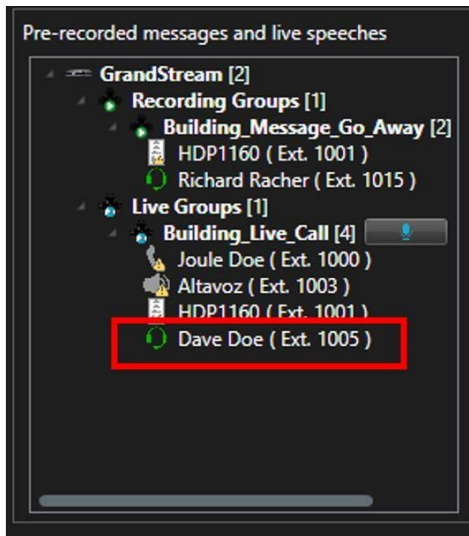 Pre-recorded messages and live speeches
GrandStream [2]
Recording Groups [1]
Building_Message_Go_Away [2]
HDP1160 ( Ext. 1001 )
Richard Racher ( Ext. 1015 )
Live Groups [1]
Building_Live_Call [4]
Joule Doe ( Ext. 1000 )
Altavoz ( Ext. 1003 )
HDP1160 ( Ext. 1001 )
Dave Doe ( Ext. 1005 )